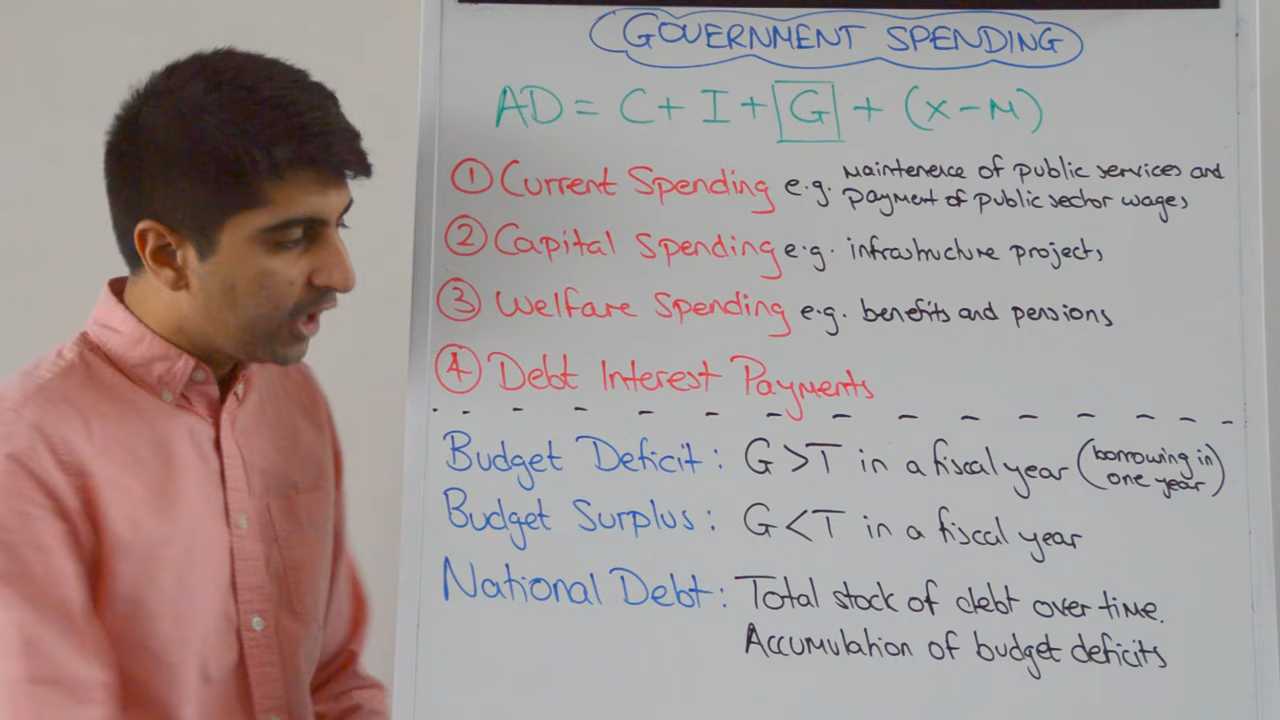 GOVERNMENT SPENDING
AD = C + I + G + (X - M)
① Current Spending e.g. Maintenence of public services and
payment of public sector wages
② Capital Spending e.g. infrastructure projects
③ Welfare Spending e.g. benefits and pensions
④ Debt Interest Payments
Budget Deficit: G > T in a fiscal year (borrowing in
one year)
Budget Surplus: G < T in a fiscal year
National Debt: Total stock of debt over time.
Accumulation of budget deficits